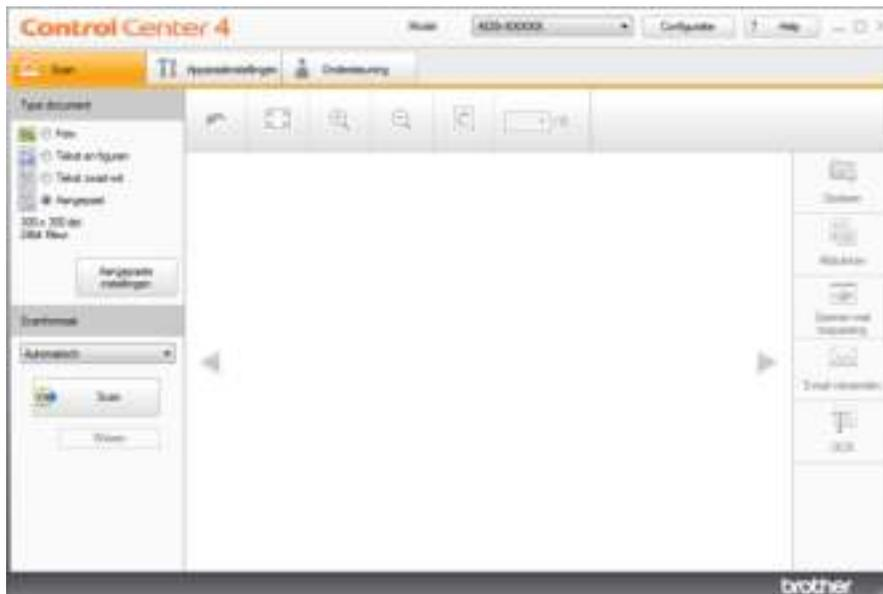 Control Center 4
Model
Configuratie
? Help
Scan
Apparaatinstellingen
Ondersteuning
Type document
Foto
Tekst en figuren
Tekst zwart-wit
Aangepast
300 x 300 dpi
24bit Kleur
Aangepaste
instellingen
Scanformaat
Automatisch
Scan
Wissen
Opslaan
Afdrukken
Openen met
toepassing
E-mail verzenden
OCR
brother